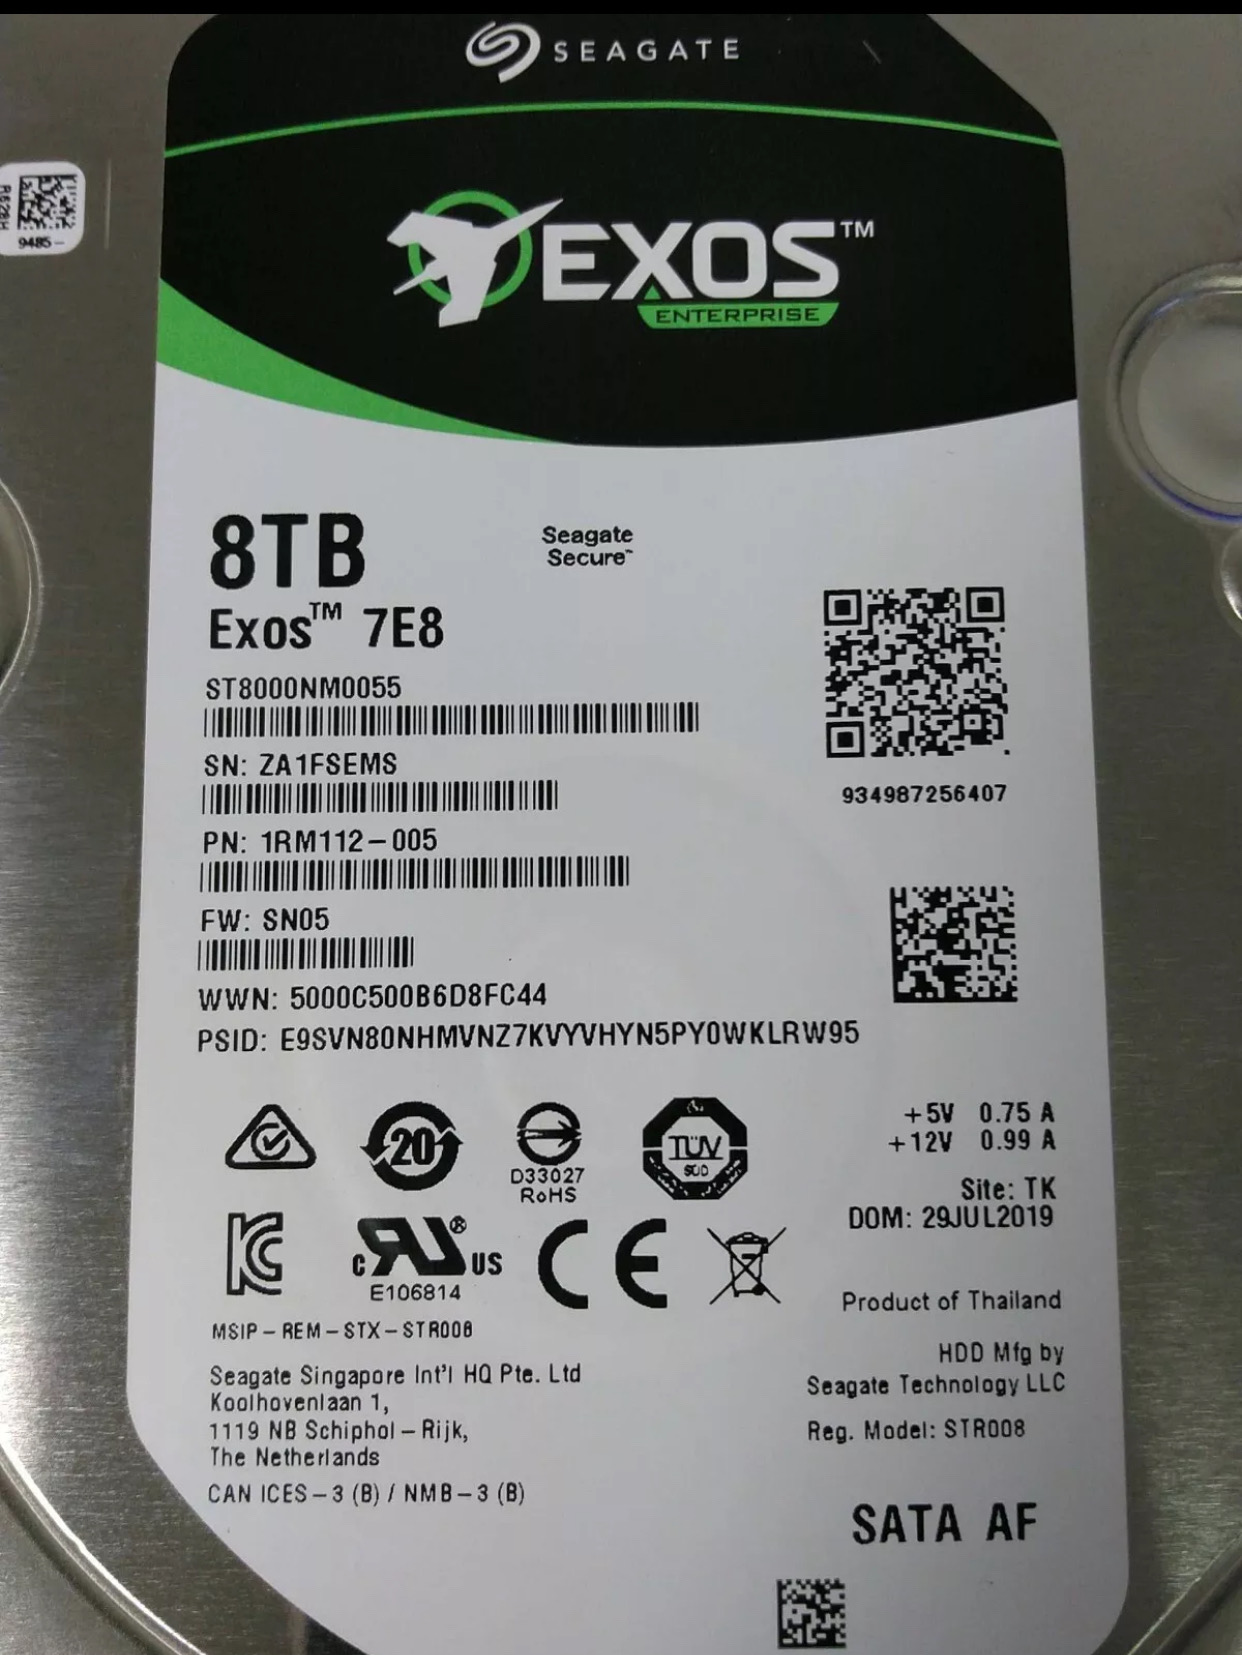 SEAGATE
EXOS™
ENTERPRISE
9485-
8TB
Seagate
Secure™
Exos™ 7E8
ST8000NM0055
SN: ZA1FSEMS
934987256407
PN: 1RM112-005
FW: SN05
WWN: 5000C500B6D8FC44
PSID: E9SVN80NHMVNZ7KVYVHYN5PY0WKLRW95
+5V 0.75 A
+12V 0.99 A
20
D33027
RoHS
TÜV
SÜD
Site: TK
DOM: 29JUL2019
C US ®
E106814
CE
Product of Thailand
MSIP-REM-STX-STR008
HDD Mfg by
Seagate Technology LLC
Seagate Singapore Int'l HQ Pte. Ltd
Koolhovenlaan 1,
1119 NB Schiphol-Rijk,
The Netherlands
Reg. Model: STR008
CAN ICES-3 (B) / NMB-3 (B)
SATA AF